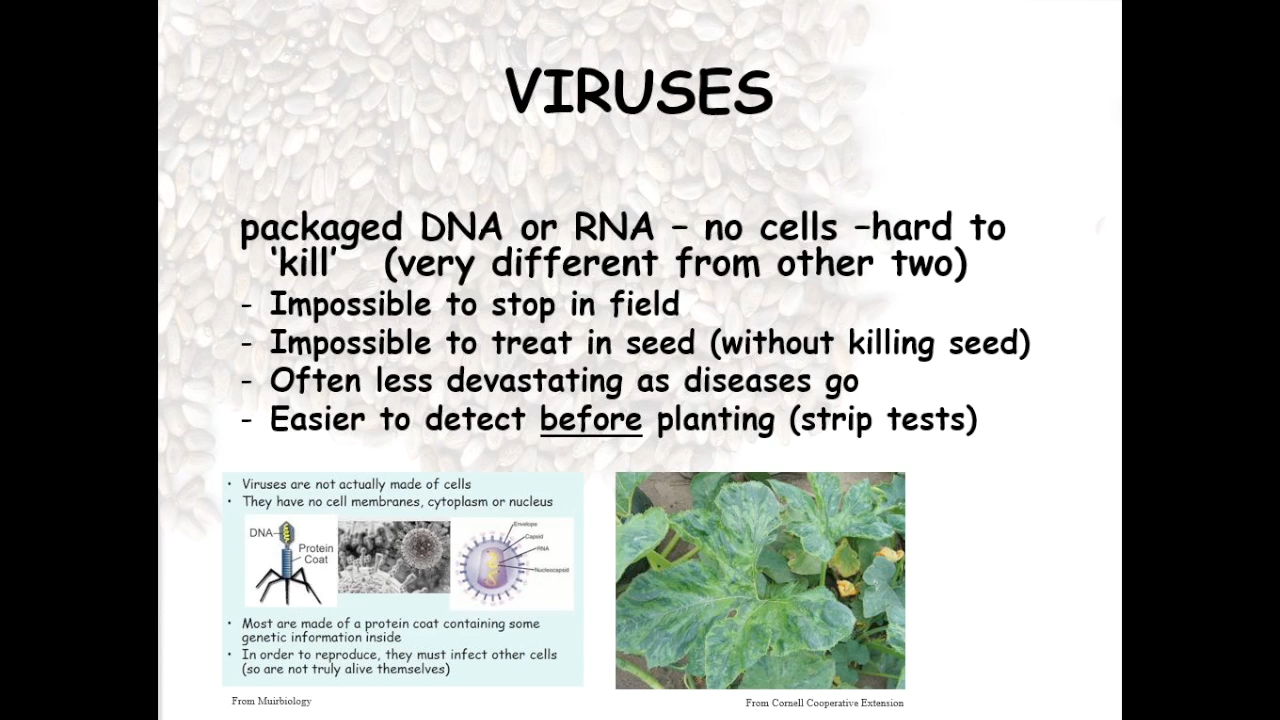 VIRUSES
packaged DNA or RNA – no cells –hard to
‘kill’ (very different from other two)
- Impossible to stop in field
- Impossible to treat in seed (without killing seed)
- Often less devastating as diseases go
- Easier to detect before planting (strip tests)
• Viruses are not actually made of cells
• They have no cell membranes, cytoplasm or nucleus
DNA
Protein
Coat
Envelope
Capsid
RNA
Nucleocapsid
• Most are made of a protein coat containing some
genetic information inside
• In order to reproduce, they must infect other cells
(so are not truly alive themselves)
From Muirbiology
From Cornell Cooperative Extension